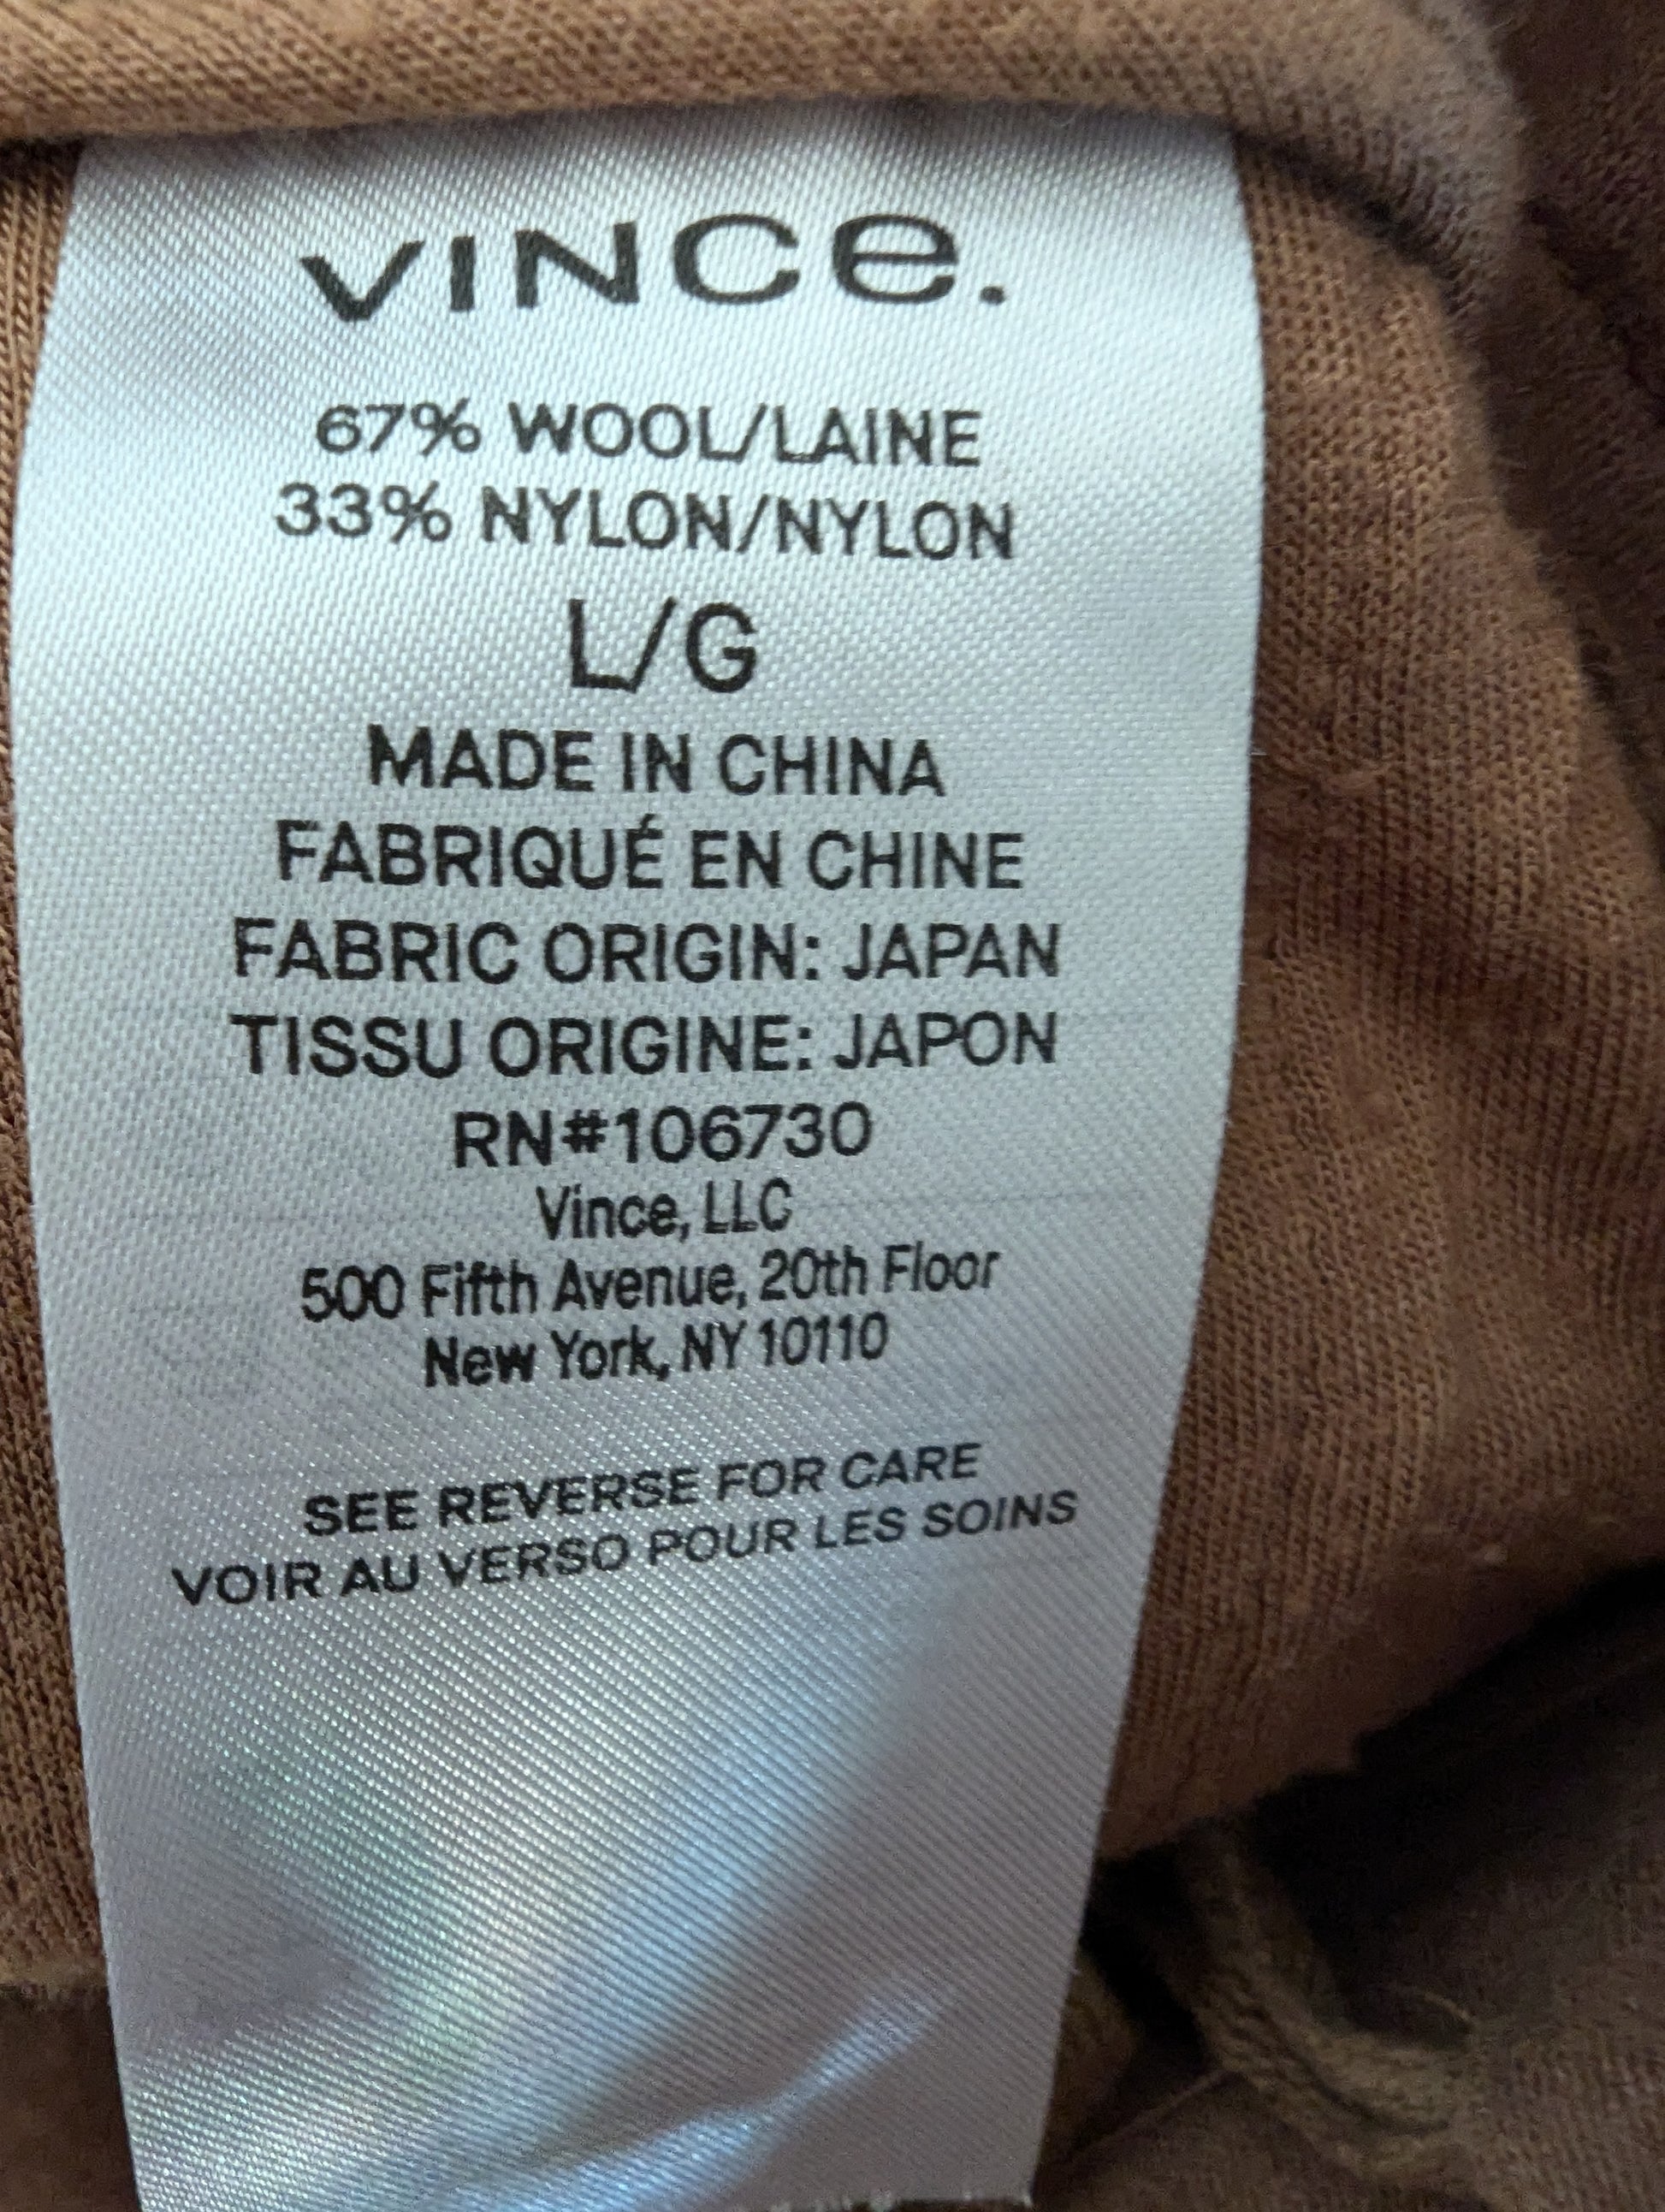 VINCe.
67% WOOL/LAINE
33% NYLON/NYLON
L/G
MADE IN CHINA
FABRIQUÉ EN CHINE
FABRIC ORIGIN: JAPAN
TISSU ORIGINE: JAPON
RN#106730
Vince, LLC
500 Fifth Avenue, 20th Floor
New York, NY 10110
SEE REVERSE FOR CARE
VOIR AU VERSO POUR LES SOINS